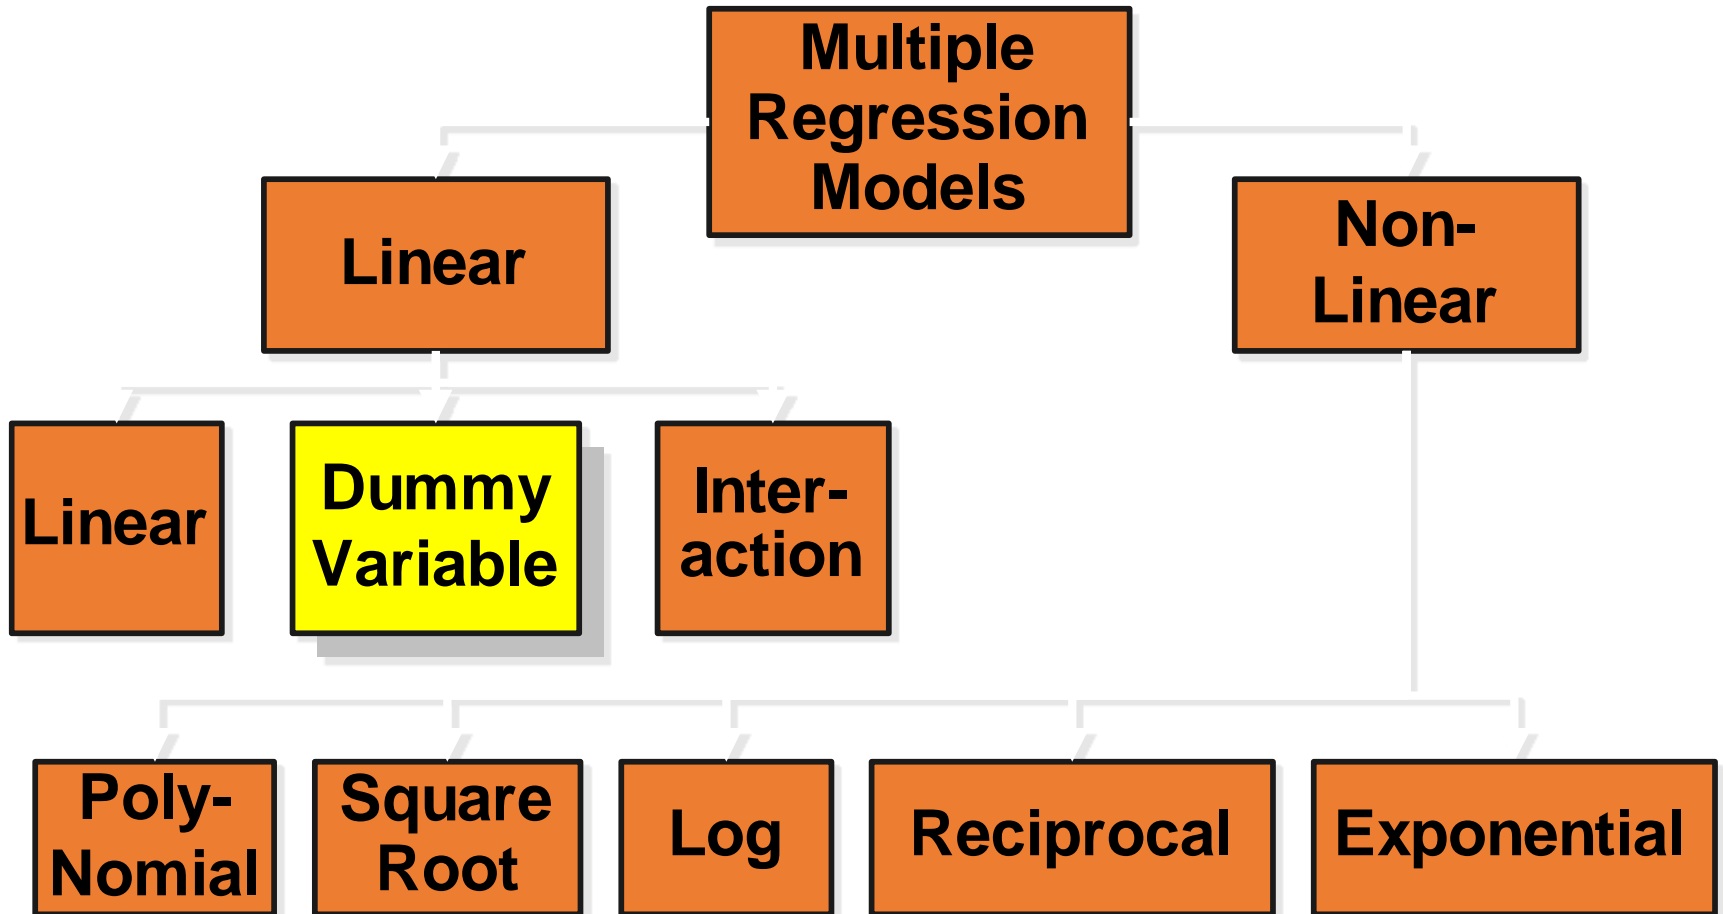 Multiple
Regression
Models
Linear
Non-
Linear
Linear
Dummy
Variable
Inter-
action
Poly-
Nomial
Square
Root
Log
Reciprocal
Exponential